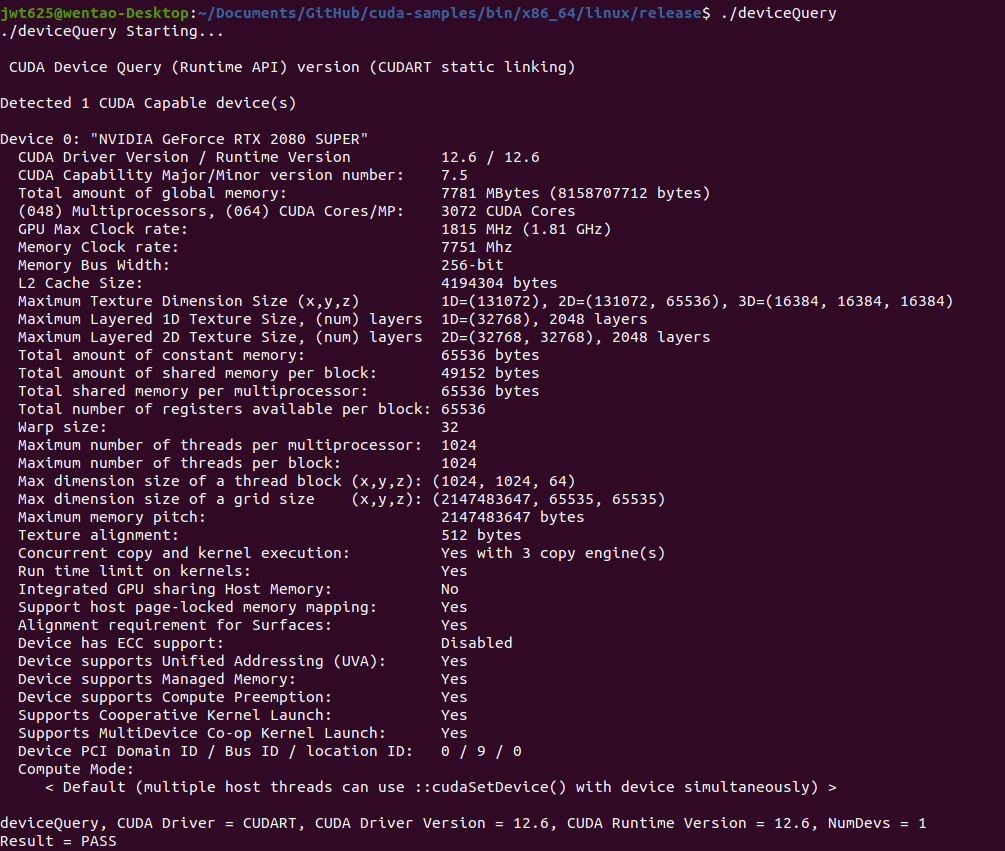 jwt625@wentao-Desktop:~/Documents/GitHub/cuda-samples/bin/x86_64/linux/release$ ./deviceQuery
./deviceQuery Starting...
CUDA Device Query (Runtime API) version (CUDART static linking)
Detected 1 CUDA Capable device(s)
Device 0: "NVIDIA GeForce RTX 2080 SUPER"
CUDA Driver Version / Runtime Version 12.6 / 12.6
CUDA Capability Major/Minor version number: 7.5
Total amount of global memory: 7781 MBytes (8158707712 bytes)
(048) Multiprocessors, (064) CUDA Cores/MP: 3072 CUDA Cores
GPU Max Clock rate: 1815 MHz (1.81 GHz)
Memory Clock rate: 7751 Mhz
Memory Bus Width: 256-bit
L2 Cache Size: 4194304 bytes
Maximum Texture Dimension Size (x,y,z) 1D=(131072), 2D=(131072, 65536), 3D=(16384, 16384, 16384)
Maximum Layered 1D Texture Size, (num) layers 1D=(32768), 2048 layers
Maximum Layered 2D Texture Size, (num) layers 2D=(32768, 32768), 2048 layers
Total amount of constant memory: 65536 bytes
Total amount of shared memory per block: 49152 bytes
Total shared memory per multiprocessor: 65536 bytes
Total number of registers available per block: 65536
Warp size: 32
Maximum number of threads per multiprocessor: 1024
Maximum number of threads per block: 1024
Max dimension size of a thread block (x,y,z): (1024, 1024, 64)
Max dimension size of a grid size (x,y,z): (2147483647, 65535, 65535)
Maximum memory pitch: 2147483647 bytes
Texture alignment: 512 bytes
Concurrent copy and kernel execution: Yes with 3 copy engine(s)
Run time limit on kernels: Yes
Integrated GPU sharing Host Memory: No
Support host page-locked memory mapping: Yes
Alignment requirement for Surfaces: Yes
Device has ECC support: Disabled
Device supports Unified Addressing (UVA): Yes
Device supports Managed Memory: Yes
Device supports Compute Preemption: Yes
Supports Cooperative Kernel Launch: Yes
Supports MultiDevice Co-op Kernel Launch: Yes
Device PCI Domain ID / Bus ID / location ID: 0 / 9 / 0
Compute Mode:
< Default (multiple host threads can use ::cudaSetDevice() with device simultaneously) >
deviceQuery, CUDA Driver = CUDART, CUDA Driver Version = 12.6, CUDA Runtime Version = 12.6, NumDevs = 1
Result = PASS